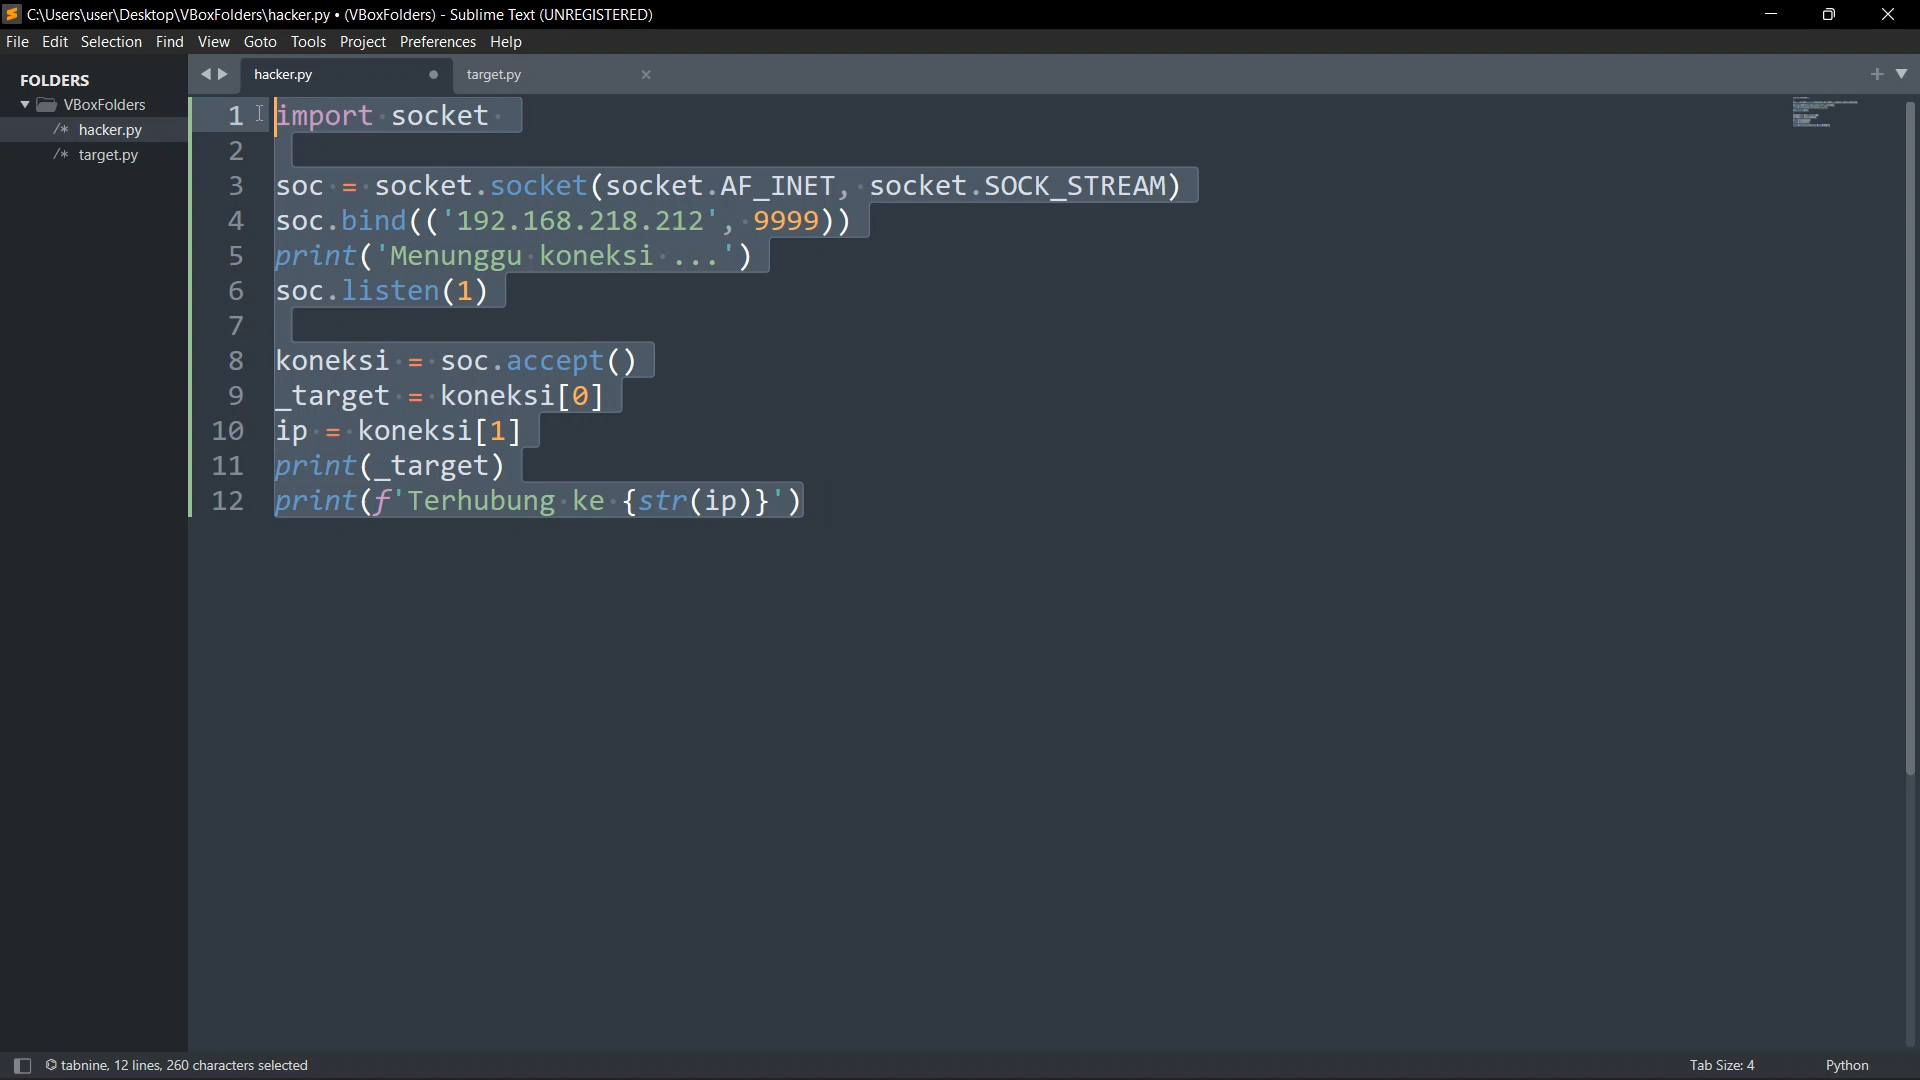 C:\Users\user\Desktop\VBoxFolders\hacker.py • (VBoxFolders) - Sublime Text (UNREGISTERED)
File Edit Selection Find View Goto Tools Project Preferences Help
FOLDERS
VBoxFolders
/* hacker.py
/* target.py
hacker.py target.py
1 import socket
2
3 soc = socket.socket(socket.AF_INET, socket.SOCK_STREAM)
4 soc.bind(('192.168.218.212', 9999))
5 print('Menunggu koneksi ...')
6 soc.listen(1)
7
8 koneksi = soc.accept()
9 _target = koneksi[0]
10 ip = koneksi[1]
11 print(_target)
12 print(f'Terhubung ke {str(ip)}')
tabnine, 12 lines, 260 characters selected
Tab Size: 4 Python